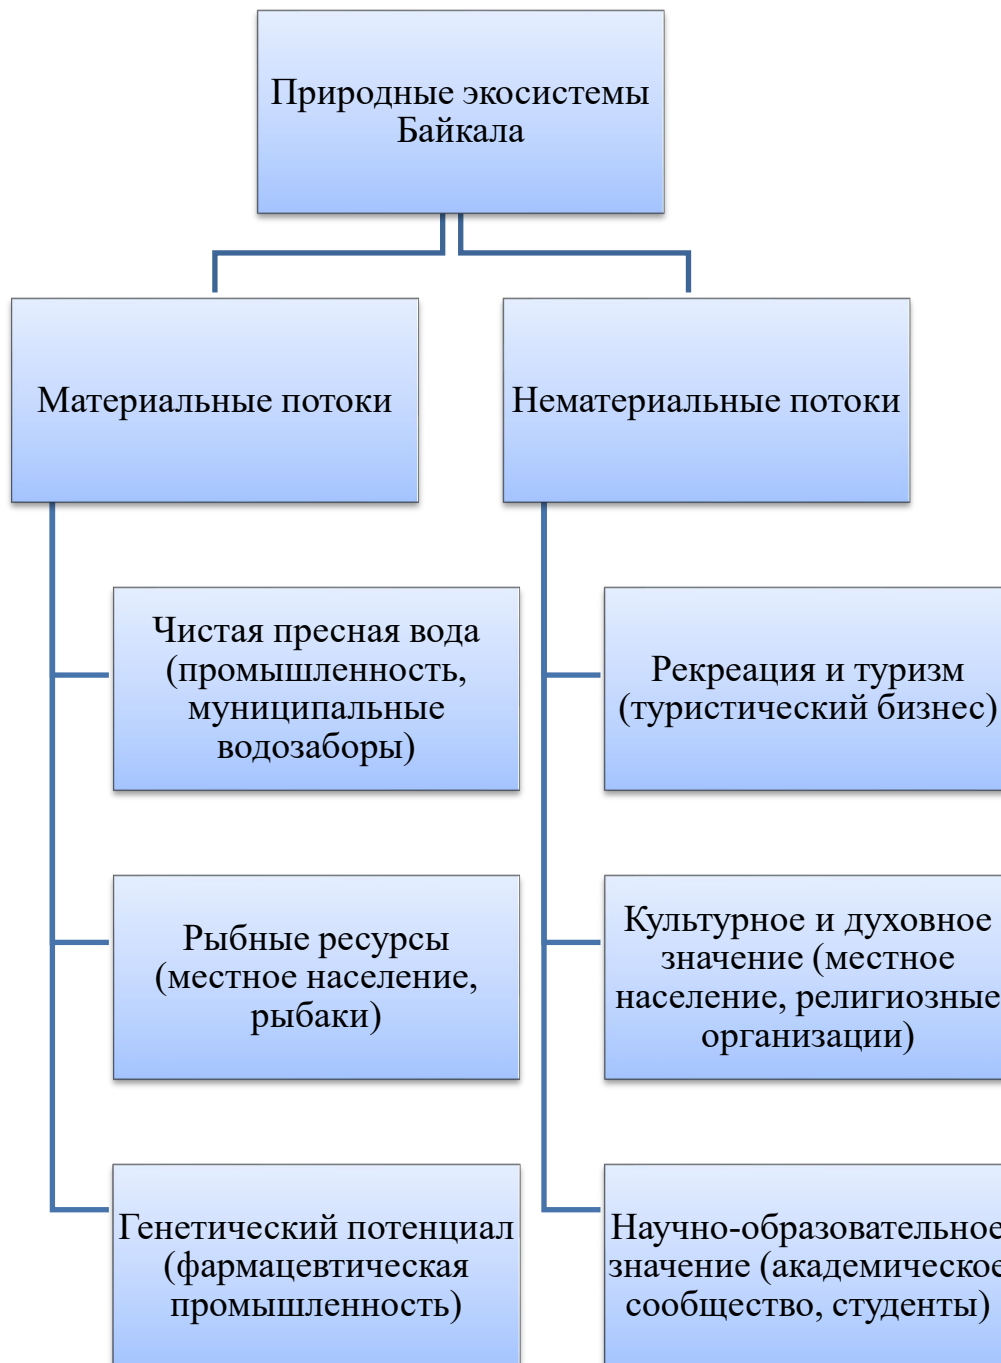 Природные экосистемы
Байкала
Материальные потоки
Нематериальные потоки
Чистая пресная вода
(промышленность,
муниципальные
водозаборы)
Рекреация и туризм
(туристический бизнес)
Рыбные ресурсы
(местное население,
рыбаки)
Культурное и духовное
значение (местное
население, религиозные
организации)
Генетический потенциал
(фармацевтическая
промышленность)
Научно-образовательное
значение (академическое
сообщество, студенты)